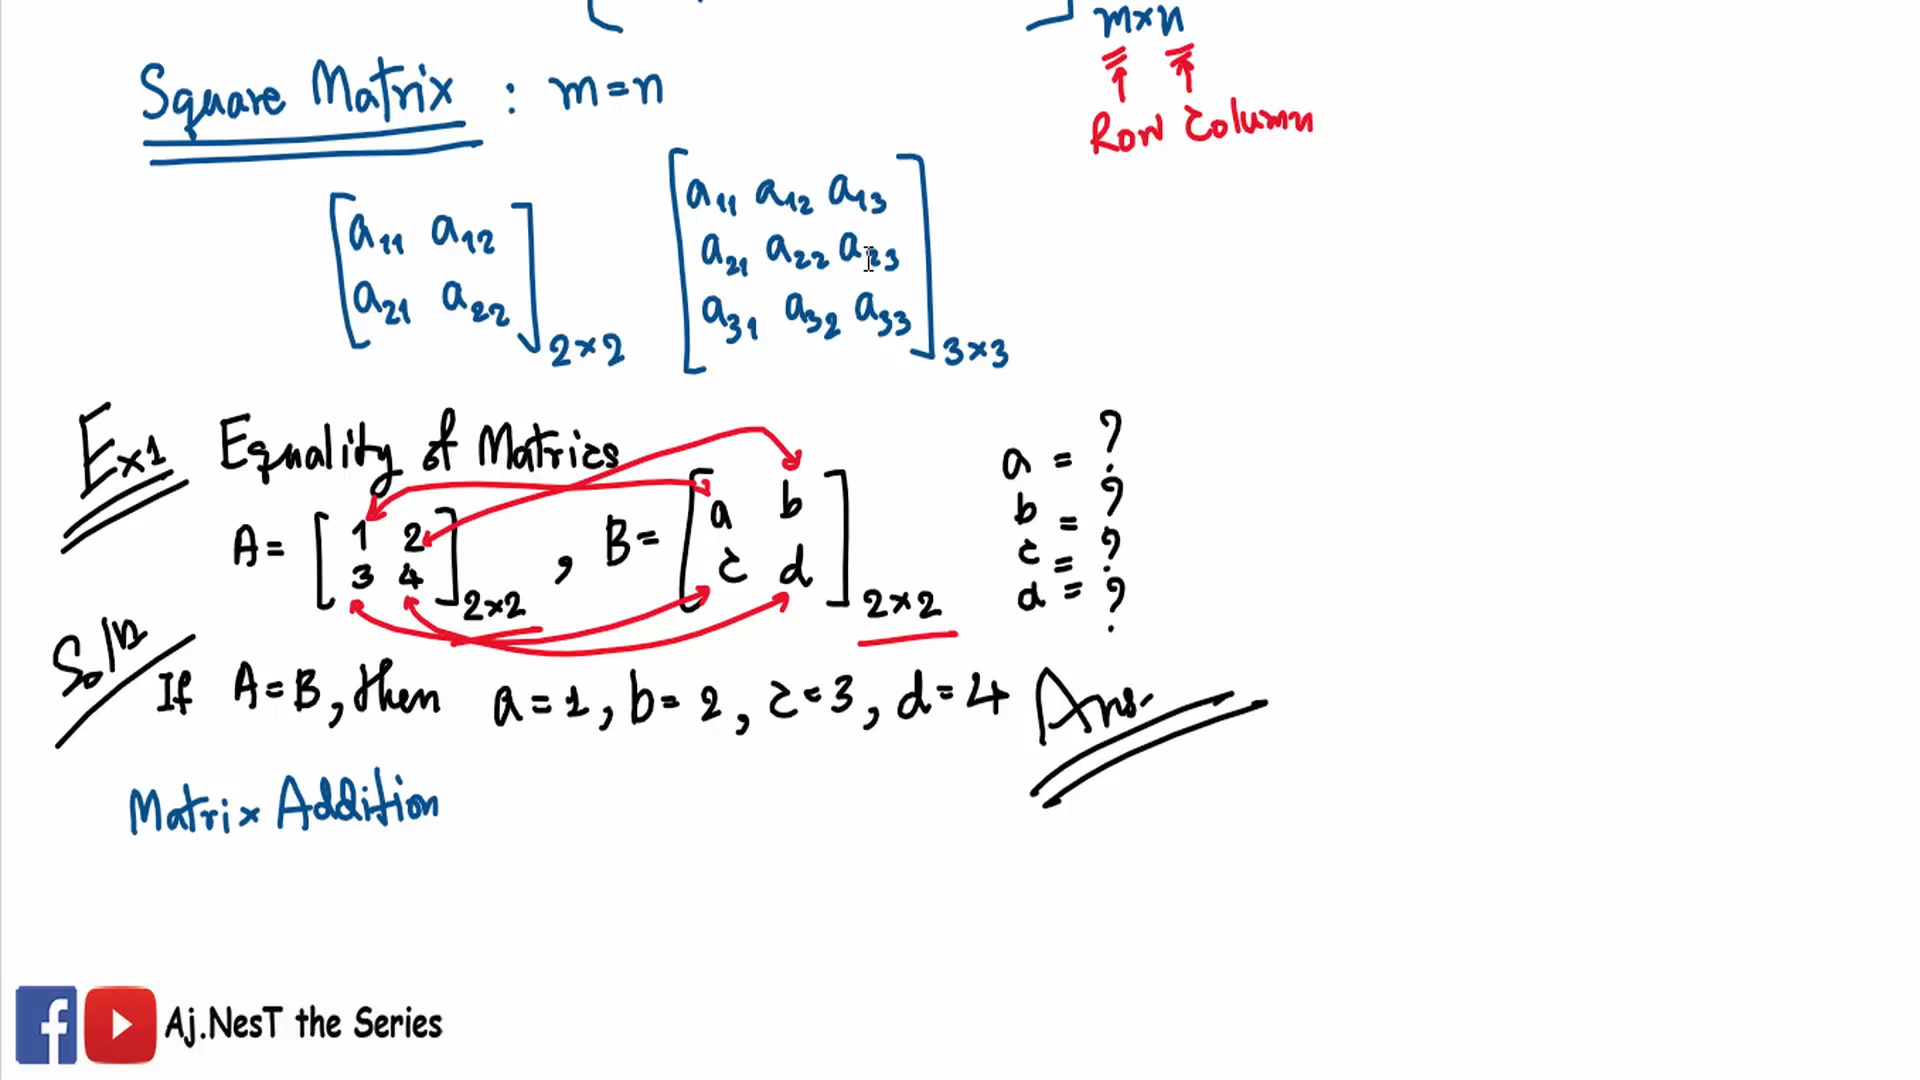 m×n
Row Column
Square Matrix : m=n
a11 a12
a21 a22
2×2
a11 a12 a13
a21 a22 a23
a31 a32 a33
3×3
Ex1 Equality of Matrics
A = [ 1 2
3 4 ] 2×2 , B = [ a b
c d ] 2×2
a = ?
b = ?
c = ?
d = ?
Soln If A=B, then a=1, b=2, c=3, d=4 Ans.
Matrix Addition
f Aj.NesT the Series